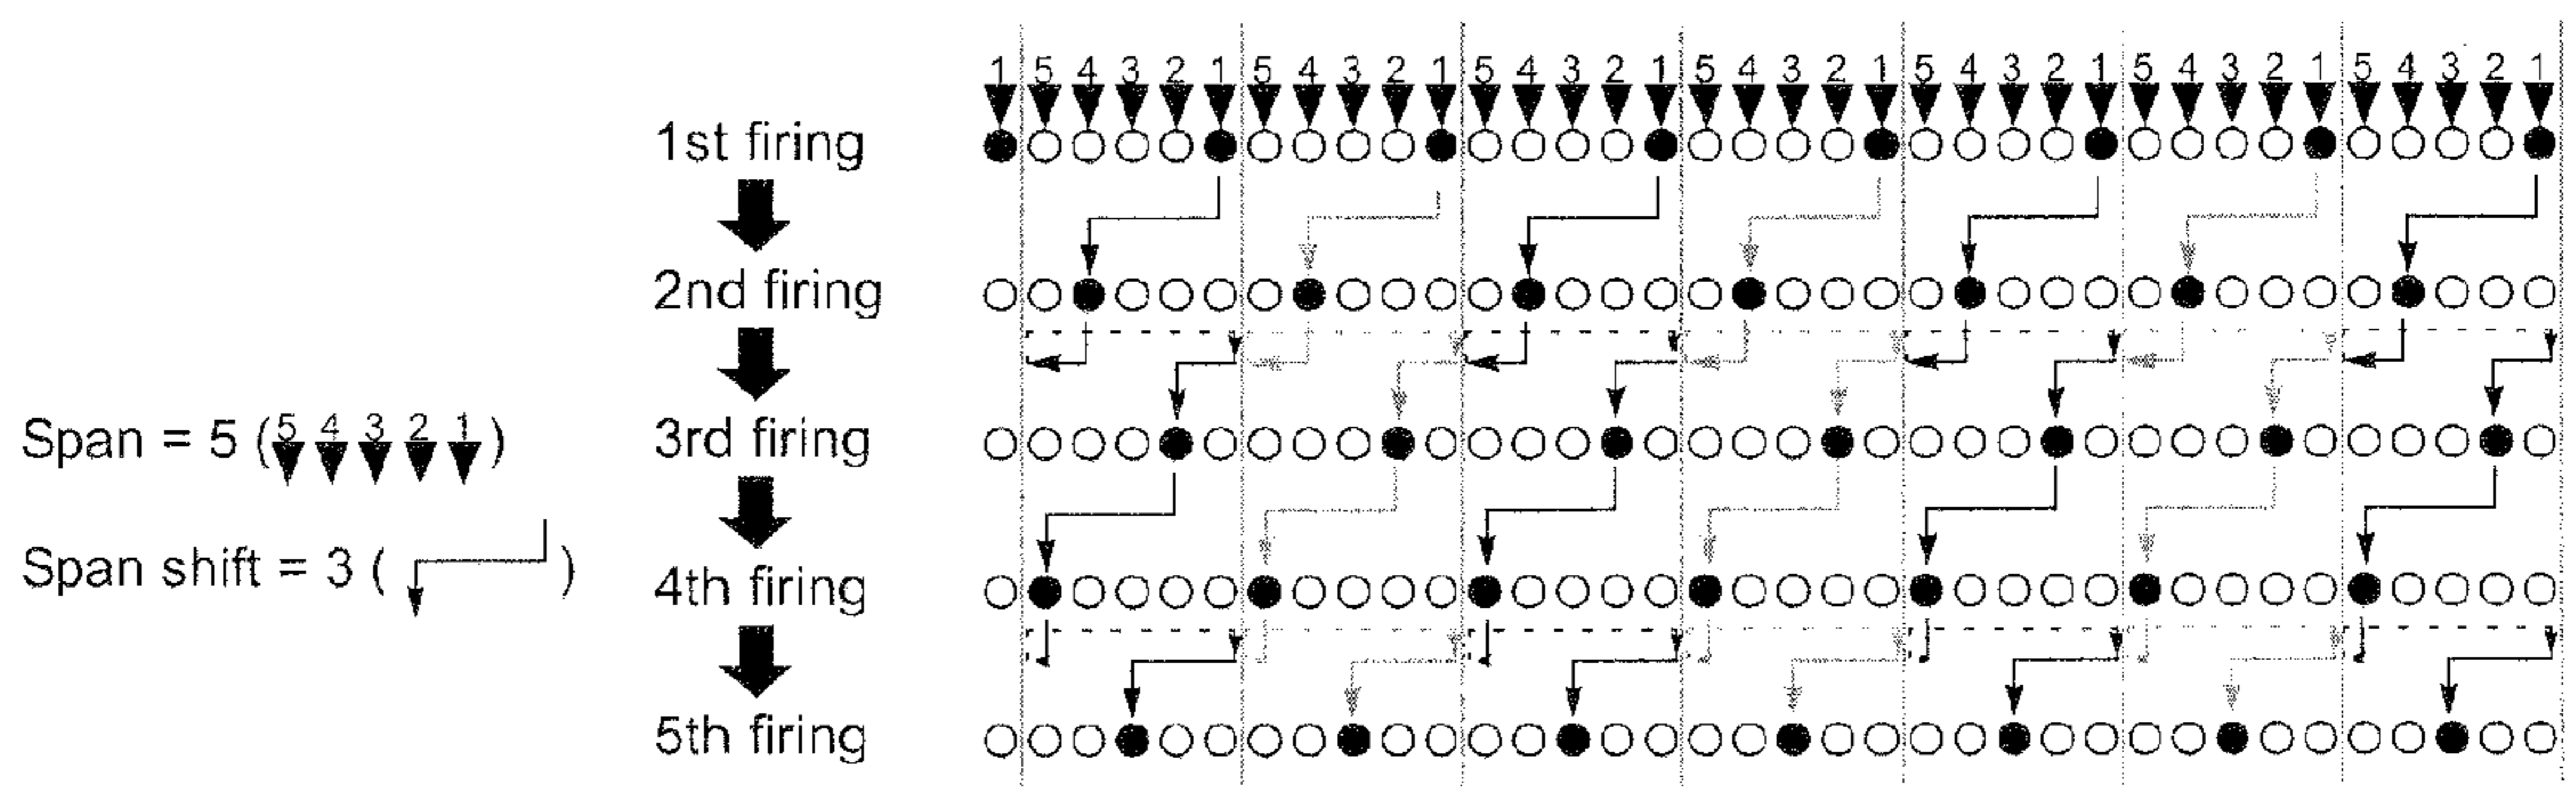 1 5 4 3 2 1 5 4 3 2 1 5 4 3 2 1 5 4 3 2 1 5 4 3 2 1 5 4 3 2 1 5 4 3 2 1
1st firing
2nd firing
3rd firing
4th firing
5th firing
Span = 5 (5 4 3 2 1)
Span shift = 3 ( )